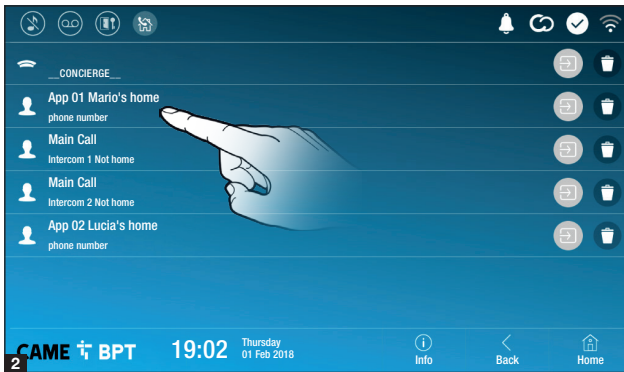 __CONCIERGE__
App 01 Mario's home
phone number
Main Call
Intercom 1 Not home
Main Call
Intercom 2 Not home
App 02 Lucia's home
phone number
CAME BPT
19:02
Thursday
01 Feb 2018
Info
Back
Home
2